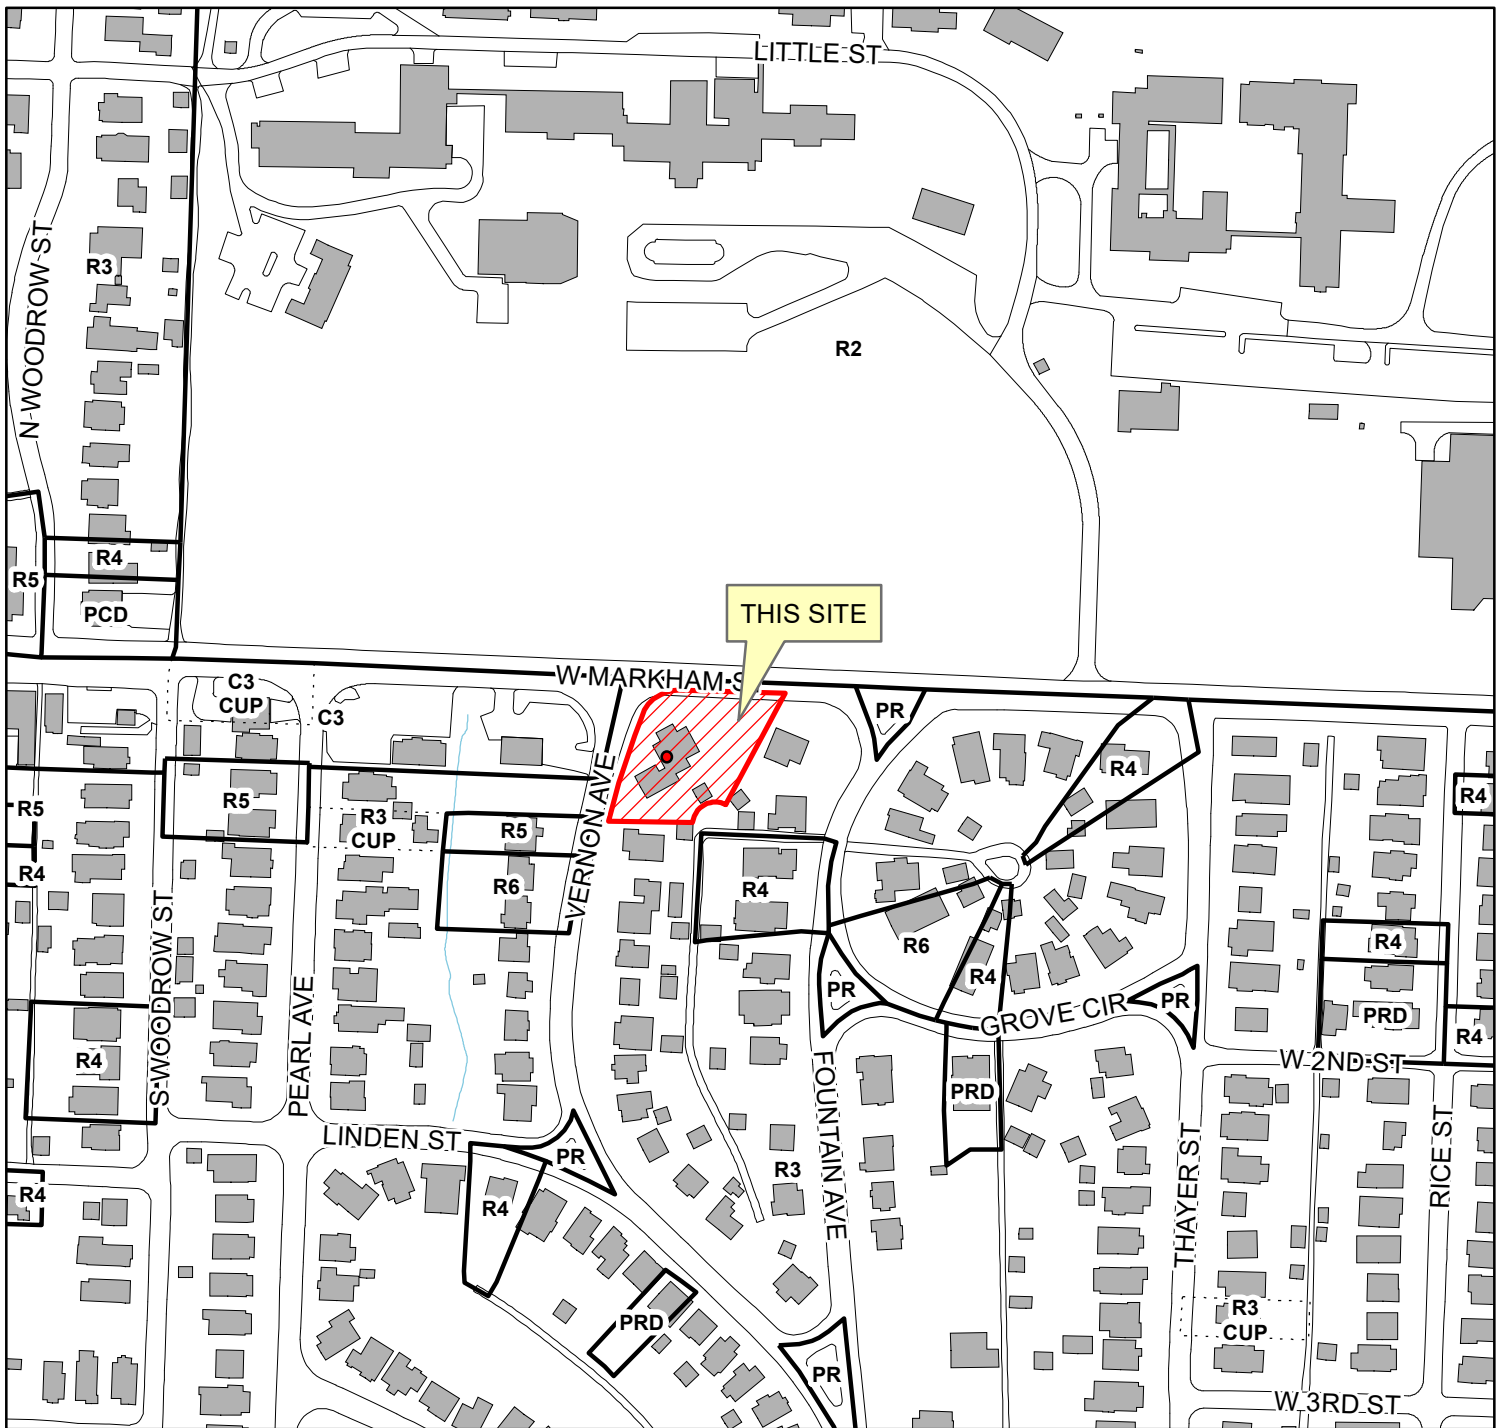 LITTLE ST
N WOODROW ST
R3
R2
R4
R5
PCD
THIS SITE
W MARKHAM ST
C3
CUP
C3
PR
R4
R4
R5
R5
R3
CUP
R5
R4
R6
VERNON AVE
R4
R6
R4
R4
PR
PR
PRD
R4
GROVE CIR
S WOODROW ST
PEARL AVE
R4
W 2ND ST
FOUNTAIN AVE
PRD
LINDEN ST
PR
R3
THAYER ST
RICE ST
R4
R4
PRD
R3
CUP
PR
W 3RD ST